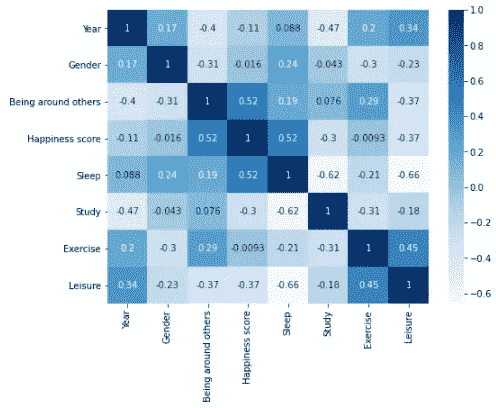 Year 1 0.17 -0.4 -0.11 0.088 -0.47 0.2 0.34
Gender 0.17 1 -0.31 -0.016 0.24 -0.043 -0.3 -0.23
Being around others -0.4 -0.31 1 0.52 0.19 0.076 0.29 -0.37
Happiness score -0.11 -0.016 0.52 1 0.52 -0.3 -0.0093 -0.37
Sleep 0.088 0.24 0.19 0.52 1 -0.62 -0.21 -0.66
Study -0.47 -0.043 0.076 -0.3 -0.62 1 -0.31 -0.18
Exercise 0.2 -0.3 0.29 -0.0093 -0.21 -0.31 1 0.45
Leisure 0.34 -0.23 -0.37 -0.37 -0.66 -0.18 0.45 1
Year
Gender
Being around others
Happiness score
Sleep
Study
Exercise
Leisure
1.0
0.8
0.6
0.4
0.2
0.0
-0.2
-0.4
-0.6